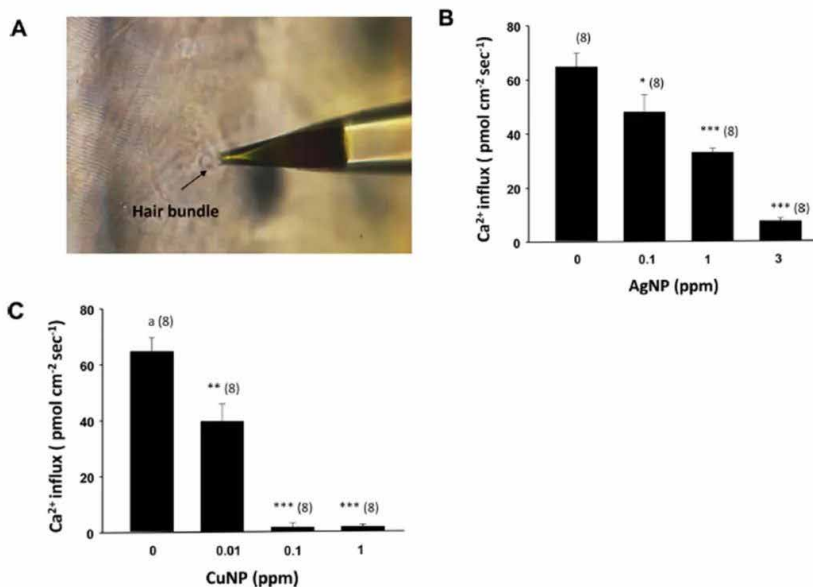 A
Hair bundle
B
Ca²⁺ influx ( pmol cm⁻² sec⁻¹)
80
60
40
20
0
(8)
* (8)
*** (8)
*** (8)
0 0.1 1 3
AgNP (ppm)
C
Ca²⁺ influx ( pmol cm⁻² sec⁻¹)
80
60
40
20
0
a (8)
** (8)
*** (8)
*** (8)
0 0.01 0.1 1
CuNP (ppm)